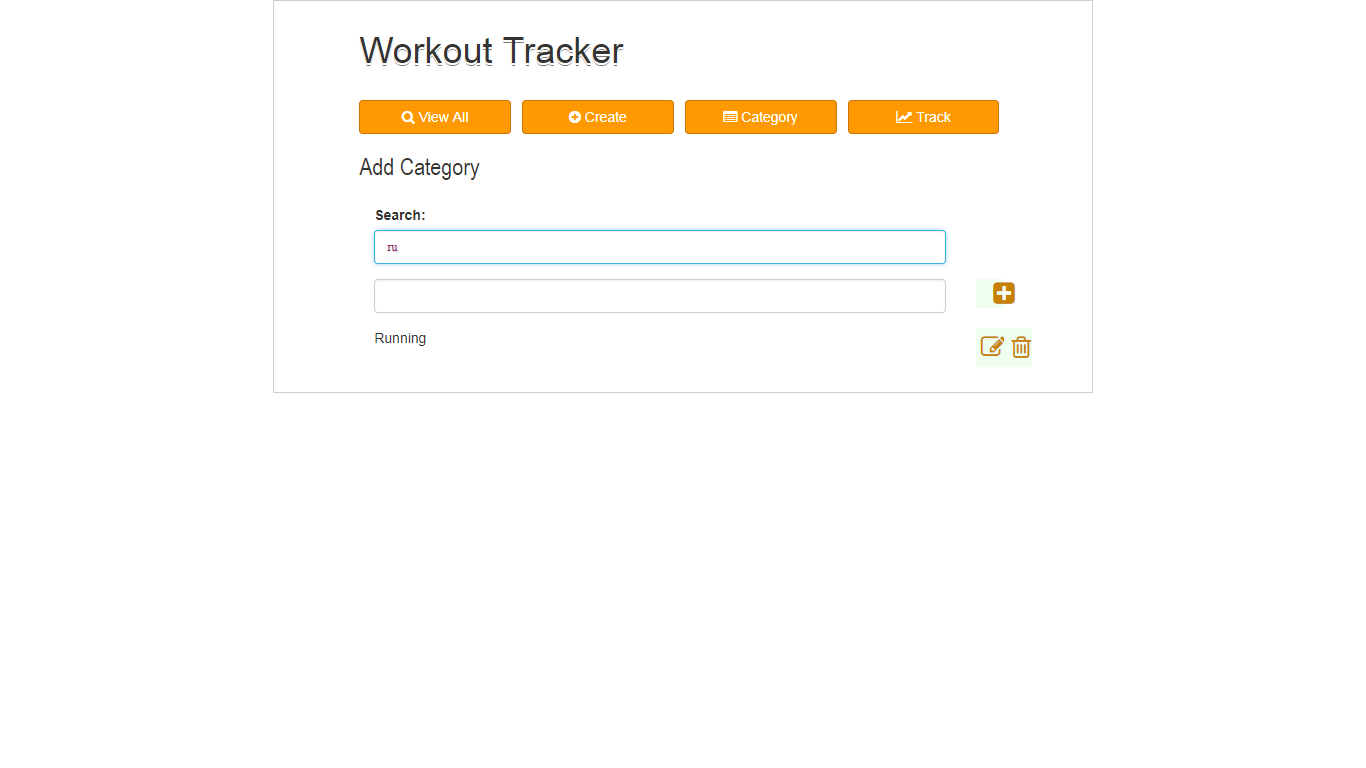 Workout Tracker
View All Create Category Track
Add Category
Search:
ru
Running